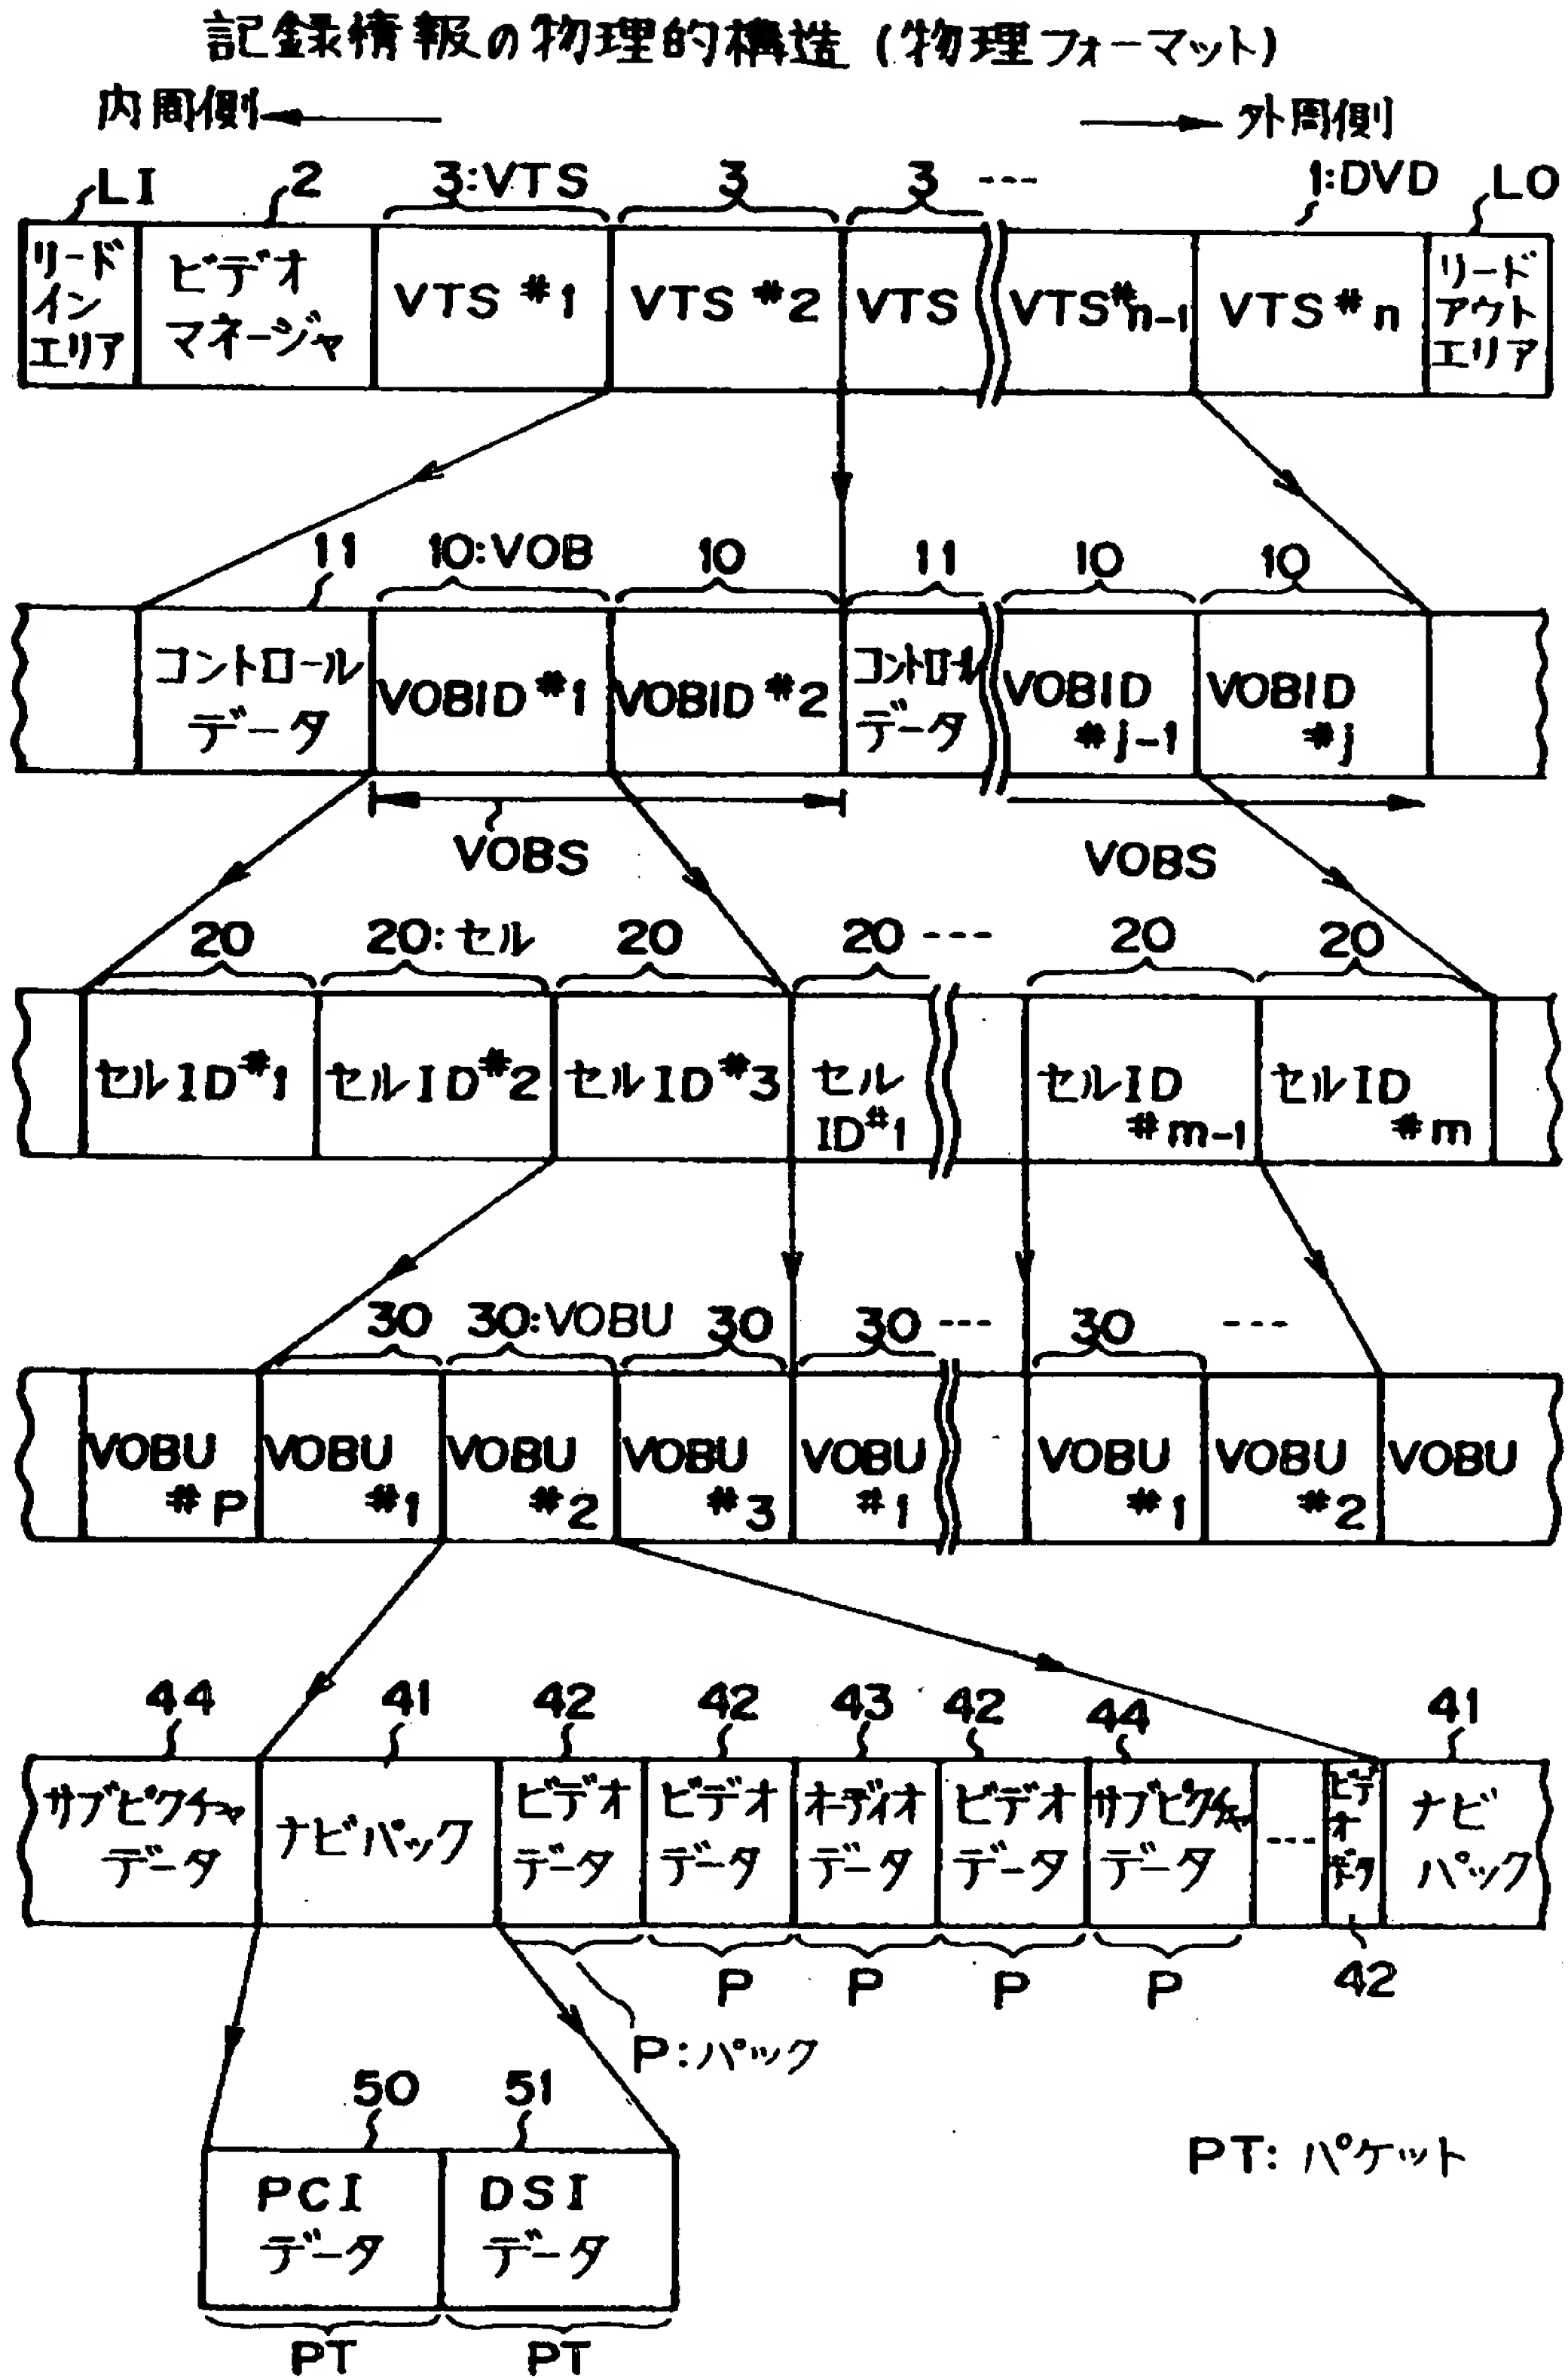 記録情報の物理的構造 (物理フォーマット)
内周側
外周側
LI
2
3:VTS
3
3
---
1:DVD
LO
リード
イン
エリア
ビデオ
マネージャ
VTS #1
VTS #2
VTS
VTS#n-1
VTS #n
リード
アウト
エリア
11
10:VOB
10
11
10
10
コントロール
データ
VOBID #1
VOBID #2
コントロール
データ
VOBID
#j-1
VOBID
#j
VOBS
VOBS
20
20:セル
20
20
---
20
20
セルID#1
セルID#2
セルID#3
セル
ID#1
セルID
#m-1
セルID
#m
30
30:VOBU
30
30
---
30
---
VOBU
#P
VOBU
#1
VOBU
#2
VOBU
#3
VOBU
#1
VOBU
#1
VOBU
#2
VOBU
44
41
42
42
43
42
44
41
サブピクチャ
データ
ナビパック
ビデオ
データ
ビデオ
データ
オーディオ
データ
ビデオ
データ
サブピクチャ
データ
---
ビデオ
データ
ナビ
パック
P
P
P
P
42
P:パック
50
51
PCI
データ
DSI
データ
PT
PT
PT: パケット